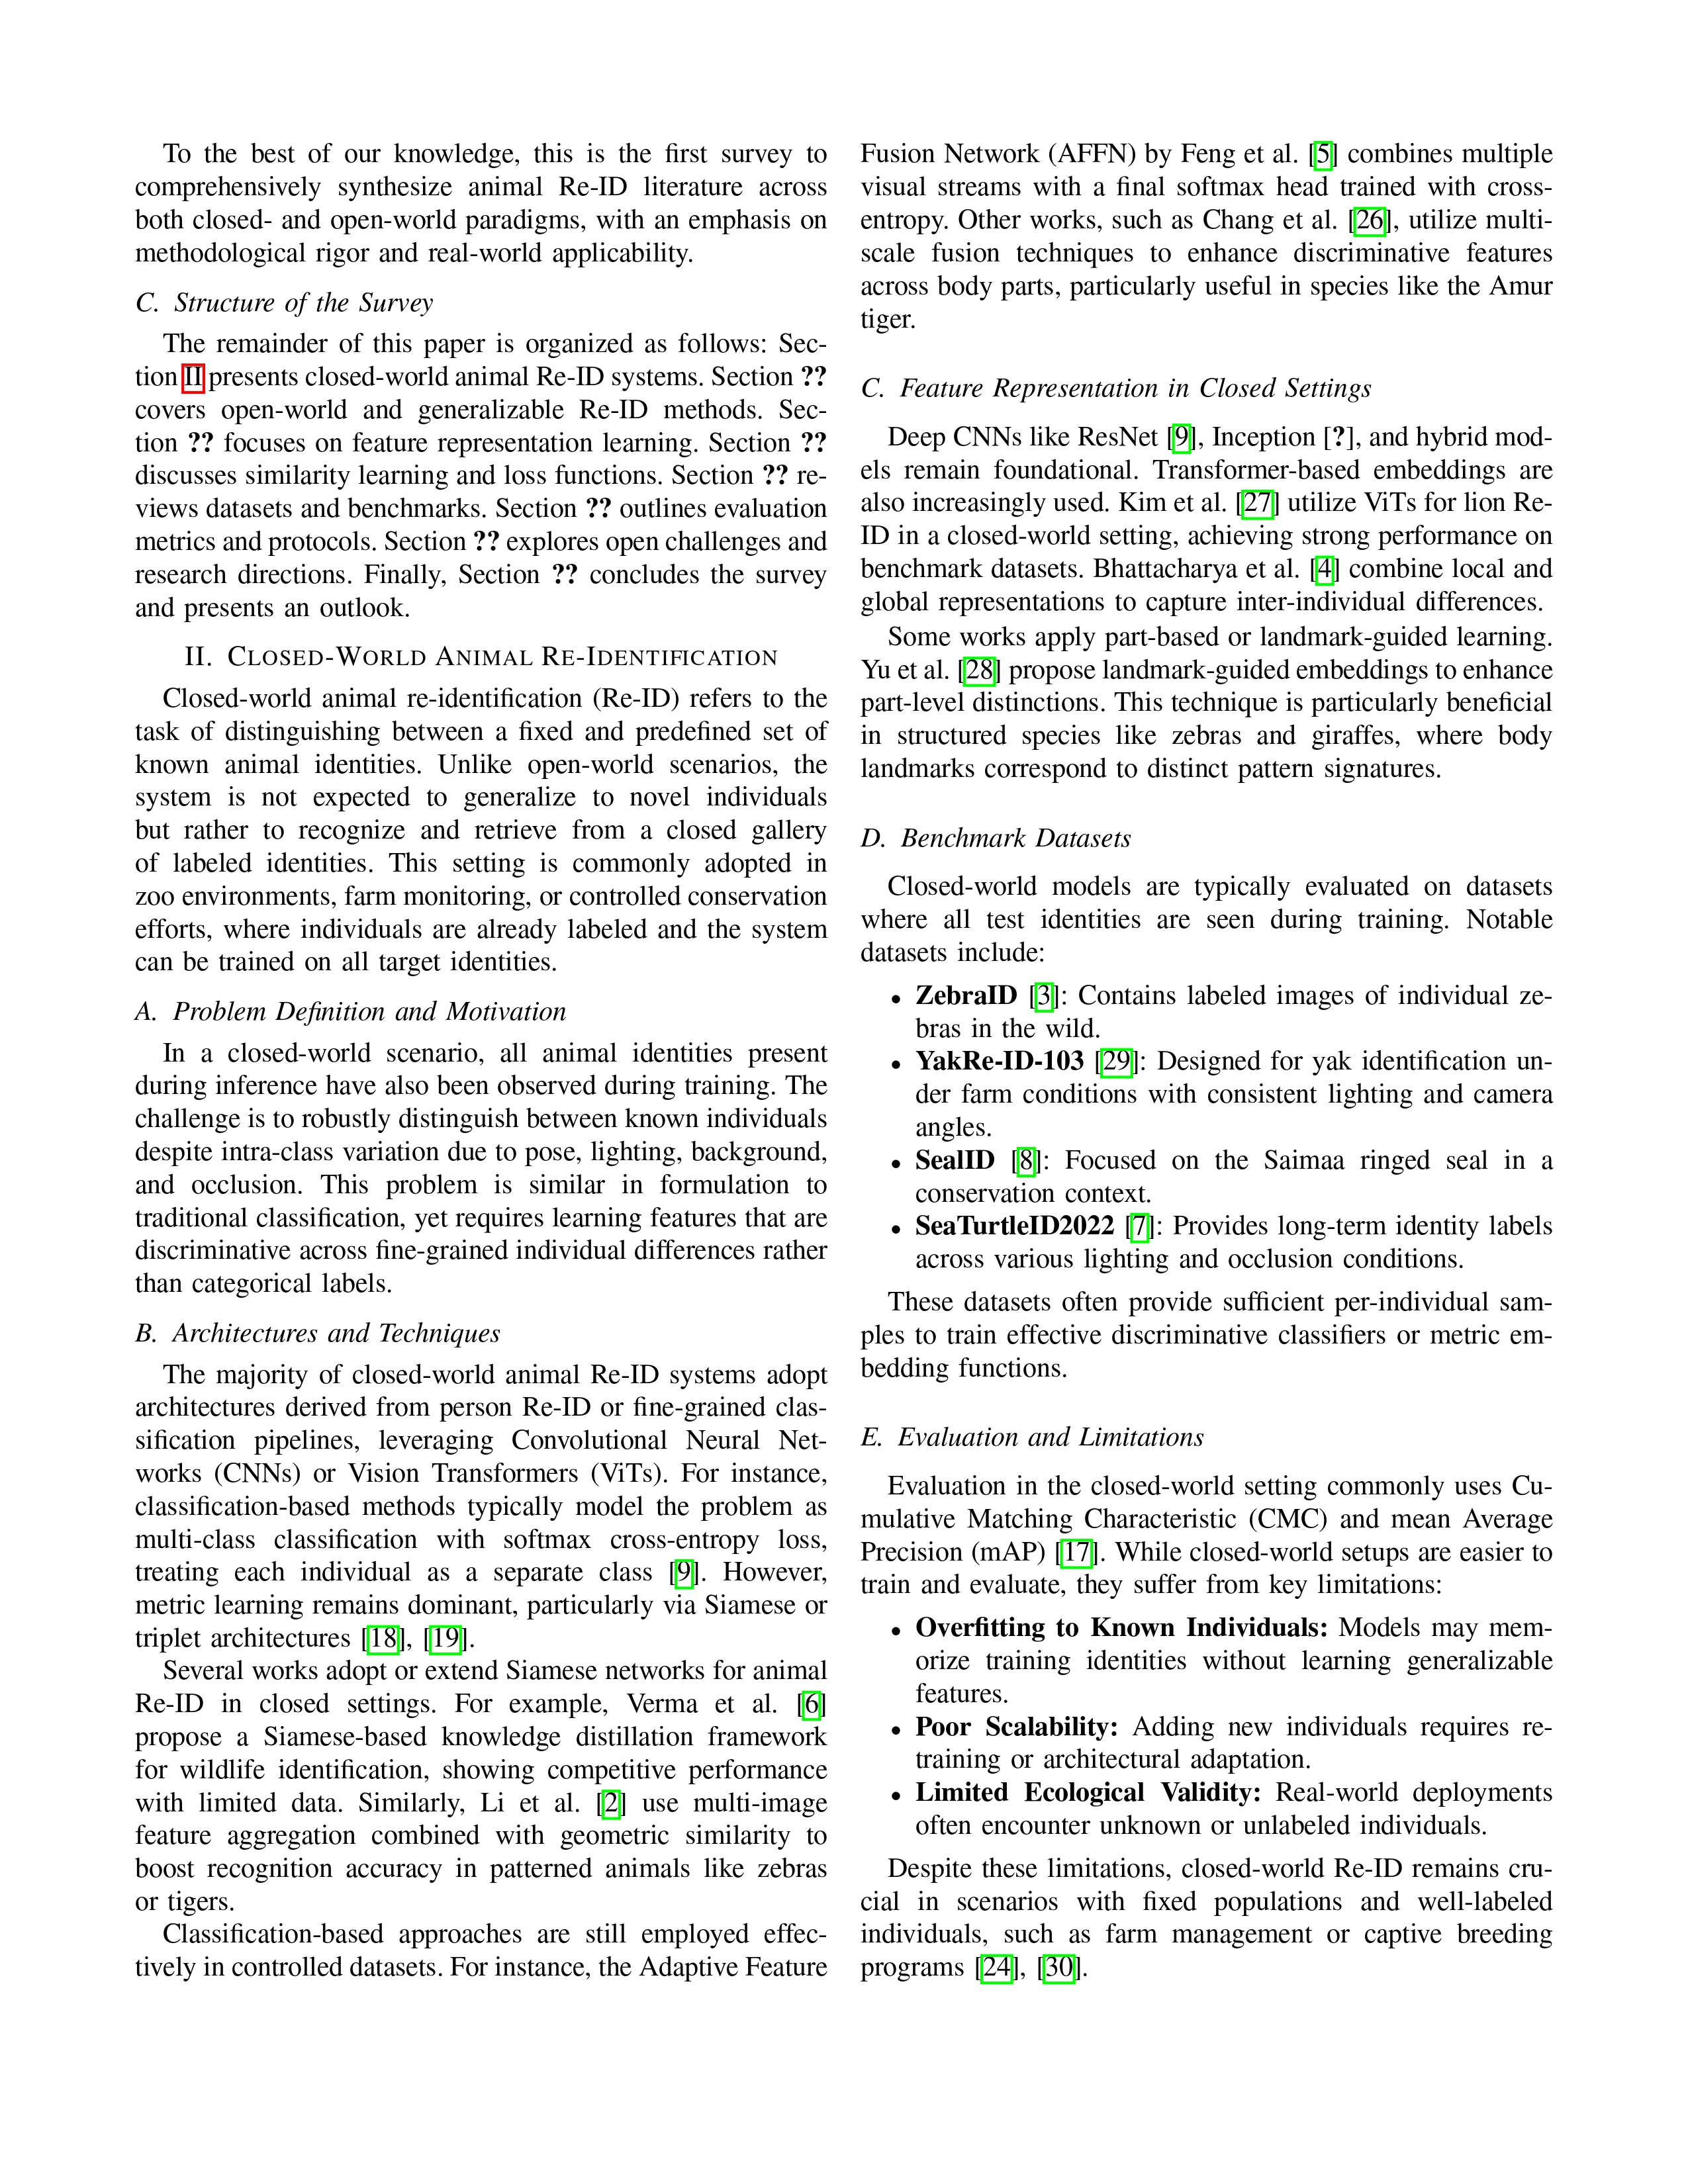 To the best of our knowledge, this is the first survey to
comprehensively synthesize animal Re-ID literature across
both closed- and open-world paradigms, with an emphasis on
methodological rigor and real-world applicability.
C. Structure of the Survey
The remainder of this paper is organized as follows: Sec-
tion II presents closed-world animal Re-ID systems. Section ??
covers open-world and generalizable Re-ID methods. Sec-
tion ?? focuses on feature representation learning. Section ??
discusses similarity learning and loss functions. Section ?? re-
views datasets and benchmarks. Section ?? outlines evaluation
metrics and protocols. Section ?? explores open challenges and
research directions. Finally, Section ?? concludes the survey
and presents an outlook.
II. CLOSED-WORLD ANIMAL RE-IDENTIFICATION
Closed-world animal re-identification (Re-ID) refers to the
task of distinguishing between a fixed and predefined set of
known animal identities. Unlike open-world scenarios, the
system is not expected to generalize to novel individuals
but rather to recognize and retrieve from a closed gallery
of labeled identities. This setting is commonly adopted in
zoo environments, farm monitoring, or controlled conservation
efforts, where individuals are already labeled and the system
can be trained on all target identities.
A. Problem Definition and Motivation
In a closed-world scenario, all animal identities present
during inference have also been observed during training. The
challenge is to robustly distinguish between known individuals
despite intra-class variation due to pose, lighting, background,
and occlusion. This problem is similar in formulation to
traditional classification, yet requires learning features that are
discriminative across fine-grained individual differences rather
than categorical labels.
B. Architectures and Techniques
The majority of closed-world animal Re-ID systems adopt
architectures derived from person Re-ID or fine-grained clas-
sification pipelines, leveraging Convolutional Neural Net-
works (CNNs) or Vision Transformers (ViTs). For instance,
classification-based methods typically model the problem as
multi-class classification with softmax cross-entropy loss,
treating each individual as a separate class [9]. However,
metric learning remains dominant, particularly via Siamese or
triplet architectures [18], [19].
Several works adopt or extend Siamese networks for animal
Re-ID in closed settings. For example, Verma et al. [6]
propose a Siamese-based knowledge distillation framework
for wildlife identification, showing competitive performance
with limited data. Similarly, Li et al. [2] use multi-image
feature aggregation combined with geometric similarity to
boost recognition accuracy in patterned animals like zebras
or tigers.
Classification-based approaches are still employed effec-
tively in controlled datasets. For instance, the Adaptive Feature
Fusion Network (AFFN) by Feng et al. [5] combines multiple
visual streams with a final softmax head trained with cross-
entropy. Other works, such as Chang et al. [26], utilize multi-
scale fusion techniques to enhance discriminative features
across body parts, particularly useful in species like the Amur
tiger.
C. Feature Representation in Closed Settings
Deep CNNs like ResNet [9], Inception [?], and hybrid mod-
els remain foundational. Transformer-based embeddings are
also increasingly used. Kim et al. [27] utilize ViTs for lion Re-
ID in a closed-world setting, achieving strong performance on
benchmark datasets. Bhattacharya et al. [4] combine local and
global representations to capture inter-individual differences.
Some works apply part-based or landmark-guided learning.
Yu et al. [28] propose landmark-guided embeddings to enhance
part-level distinctions. This technique is particularly beneficial
in structured species like zebras and giraffes, where body
landmarks correspond to distinct pattern signatures.
D. Benchmark Datasets
Closed-world models are typically evaluated on datasets
where all test identities are seen during training. Notable
datasets include:
• ZebraID [3]: Contains labeled images of individual ze-
bras in the wild.
• YakRe-ID-103 [29]: Designed for yak identification un-
der farm conditions with consistent lighting and camera
angles.
• SealID [8]: Focused on the Saimaa ringed seal in a
conservation context.
• SeaTurtleID2022 [7]: Provides long-term identity labels
across various lighting and occlusion conditions.
These datasets often provide sufficient per-individual sam-
ples to train effective discriminative classifiers or metric em-
bedding functions.
E. Evaluation and Limitations
Evaluation in the closed-world setting commonly uses Cu-
mulative Matching Characteristic (CMC) and mean Average
Precision (mAP) [17]. While closed-world setups are easier to
train and evaluate, they suffer from key limitations:
• Overfitting to Known Individuals: Models may mem-
orize training identities without learning generalizable
features.
• Poor Scalability: Adding new individuals requires re-
training or architectural adaptation.
• Limited Ecological Validity: Real-world deployments
often encounter unknown or unlabeled individuals.
Despite these limitations, closed-world Re-ID remains cru-
cial in scenarios with fixed populations and well-labeled
individuals, such as farm management or captive breeding
programs [24], [30].